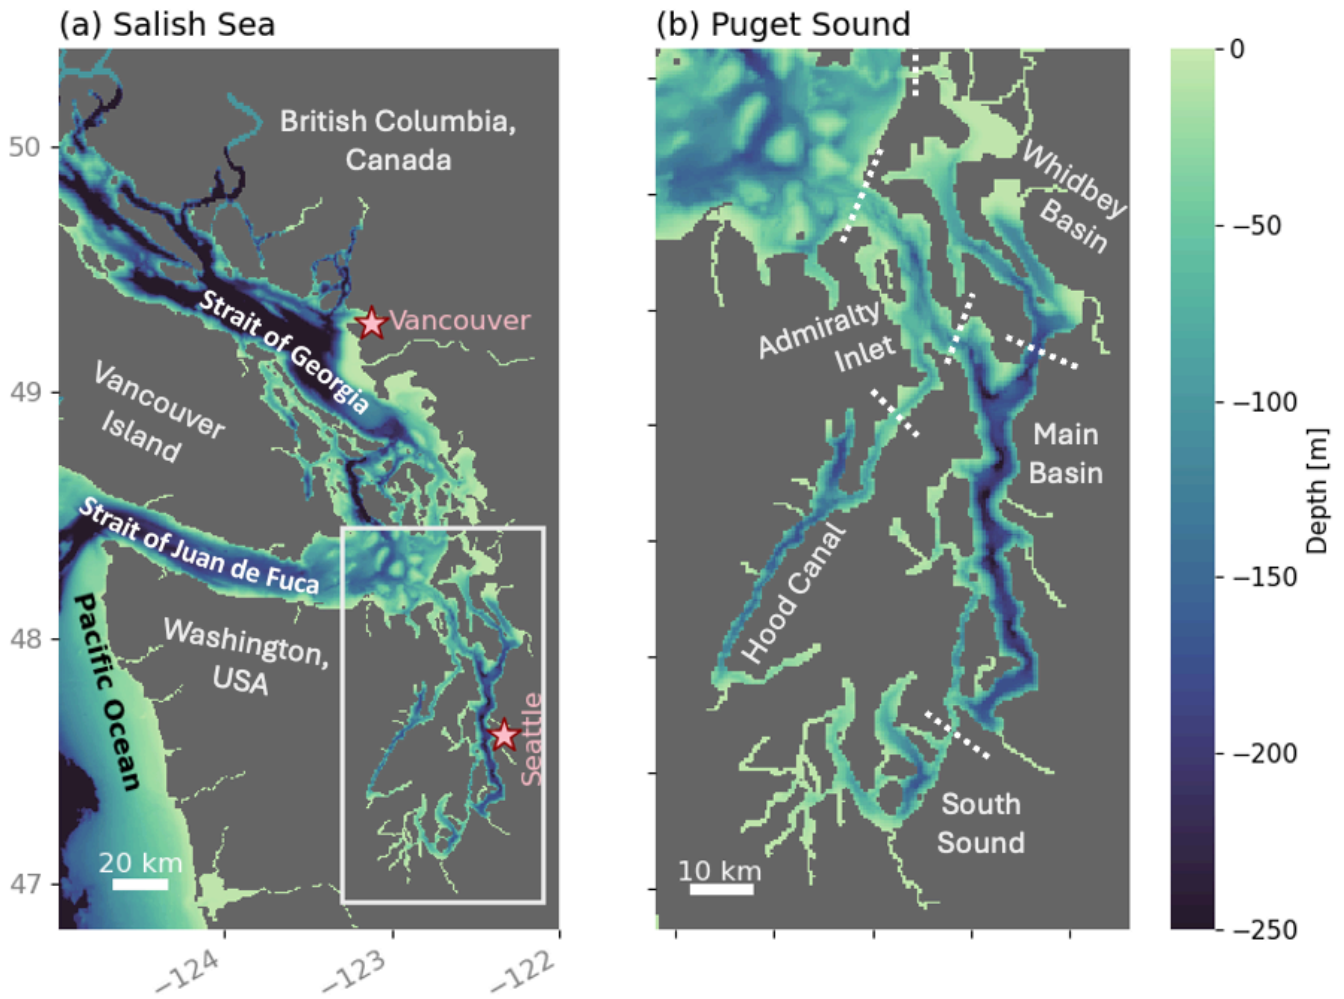 (a) Salish Sea
British Columbia,
Canada
Strait of Georgia
Vancouver
Vancouver
Island
Strait of Juan de Fuca
Pacific Ocean
Washington,
USA
Seattle
20 km
50
49
48
47
−124
−123
−122
(b) Puget Sound
Whidbey
Basin
Admiralty
Inlet
Main
Basin
Hood Canal
South
Sound
10 km
0
−50
−100
−150
−200
−250
Depth [m]